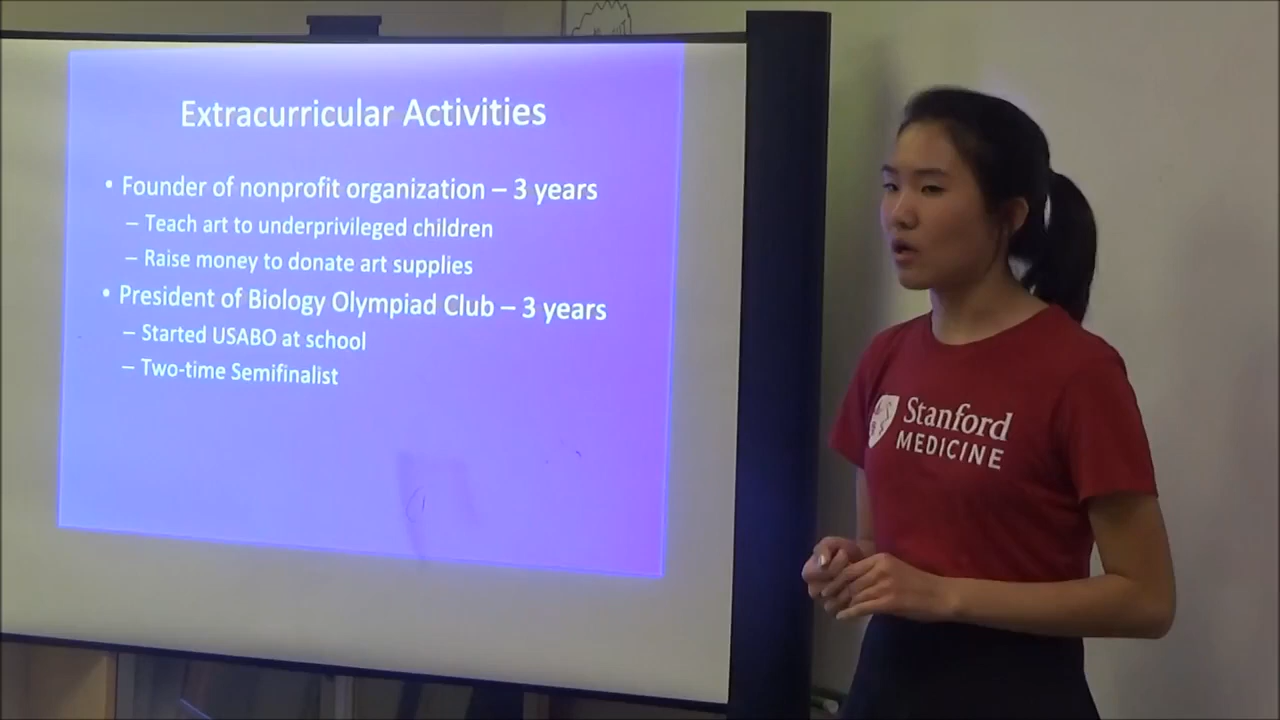 Extracurricular Activities
• Founder of nonprofit organization – 3 years
– Teach art to underprivileged children
– Raise money to donate art supplies
• President of Biology Olympiad Club – 3 years
– Started USABO at school
– Two-time Semifinalist
Stanford
MEDICINE